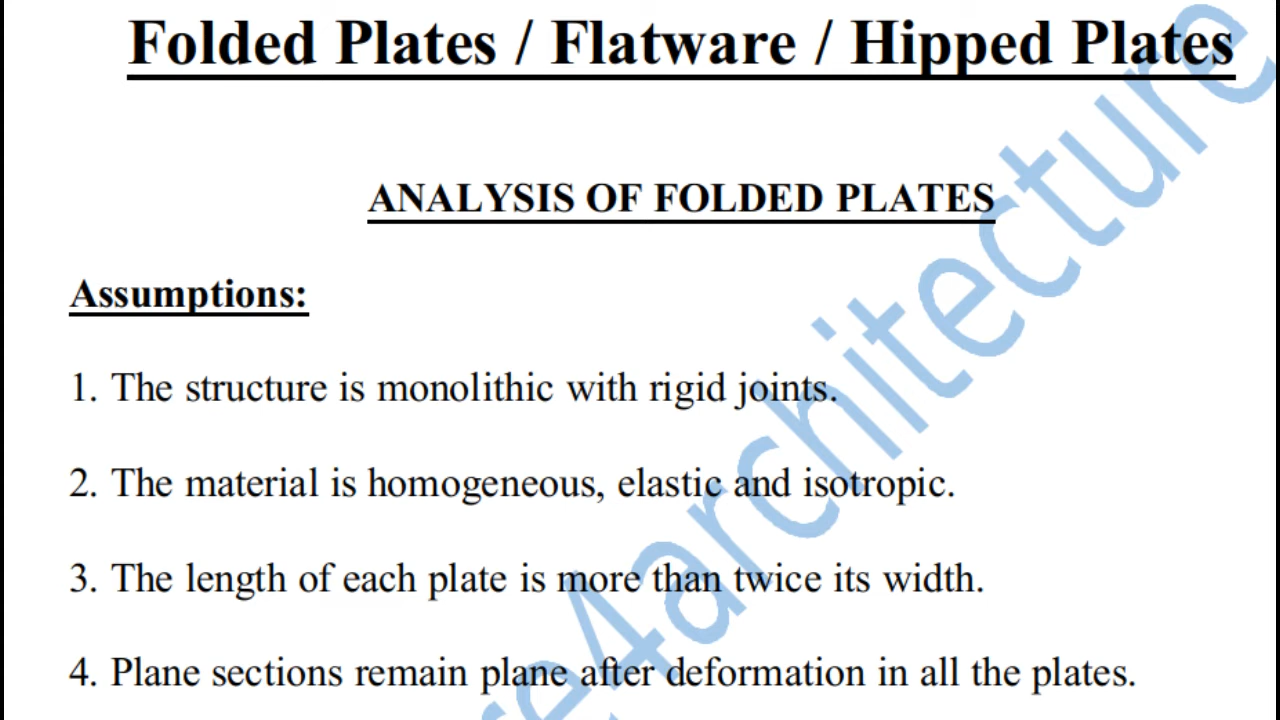 Folded Plates / Flatware / Hipped Plates
ANALYSIS OF FOLDED PLATES
Assumptions:
1. The structure is monolithic with rigid joints.
2. The material is homogeneous, elastic and isotropic.
3. The length of each plate is more than twice its width.
4. Plane sections remain plane after deformation in all the plates.
re4architecture